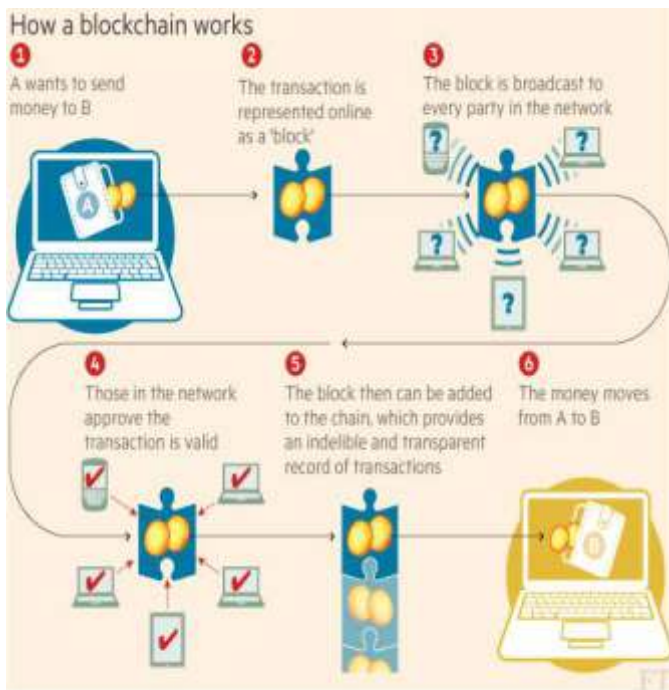 How a blockchain works
1
A wants to send
money to B
2
The transaction is
represented online
as a 'block'
3
The block is broadcast to
every party in the network
A
?
?
?
?
?
4
Those in the network
approve the
transaction is valid
5
The block then can be added
to the chain, which provides
an indelible and transparent
record of transactions
6
The money moves
from A to B
B
FT